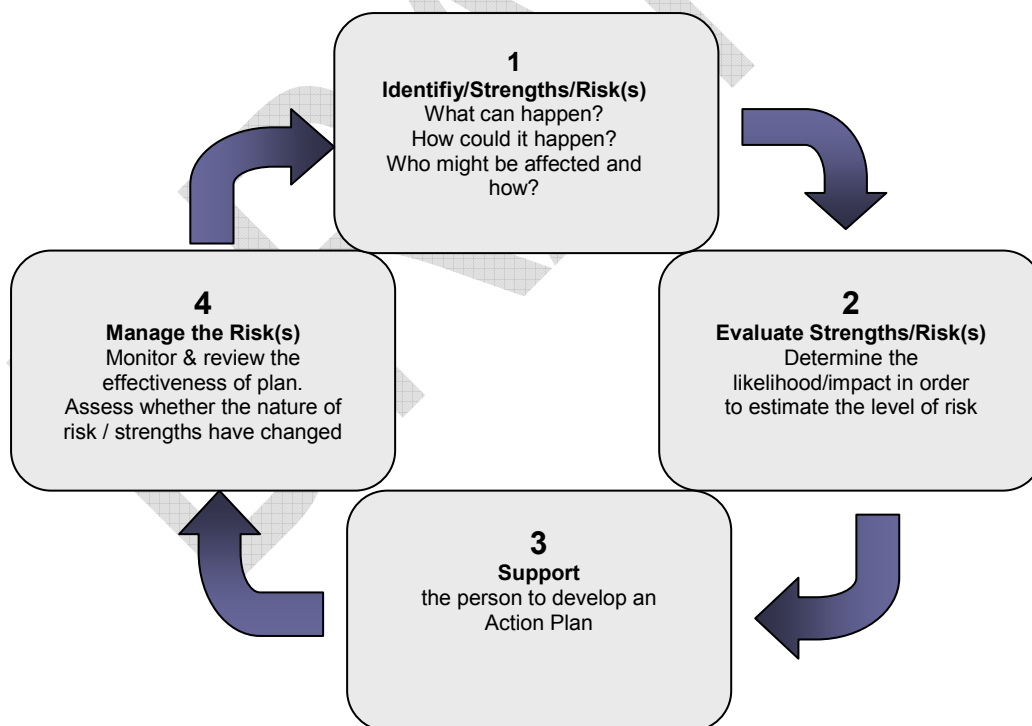 1
Identifiy/Strengths/Risk(s)
What can happen?
How could it happen?
Who might be affected and
how?
2
Evaluate Strengths/Risk(s)
Determine the
likelihood/impact in order
to estimate the level of risk
3
Support
the person to develop an
Action Plan
4
Manage the Risk(s)
Monitor & review the
effectiveness of plan.
Assess whether the nature of
risk / strengths have changed